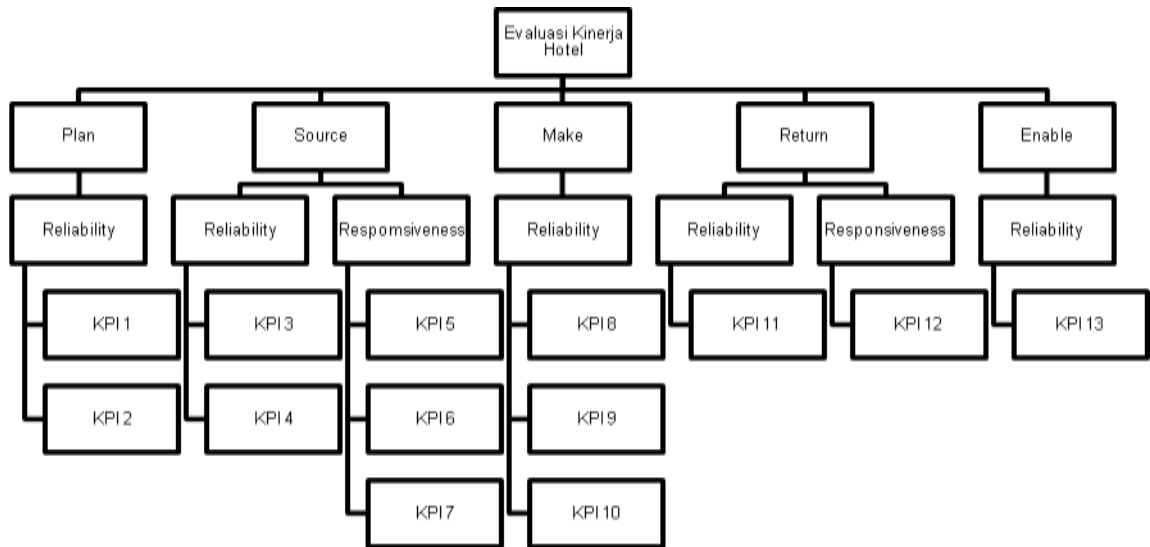 Evaluasi Kinerja
Hotel
Plan
Source
Make
Return
Enable
Reliability
Reliability
Respomsiveness
Reliability
Reliability
Responsiveness
Reliability
KPI 1
KPI 3
KPI 5
KPI 8
KPI 11
KPI 12
KPI 13
KPI 2
KPI 4
KPI 6
KPI 9
KPI 7
KPI 10